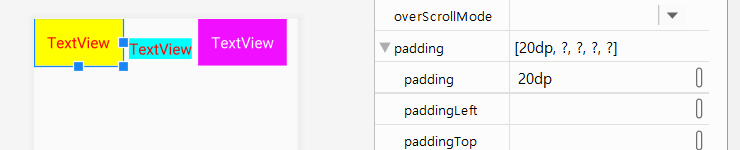 TextView TextView TextView
overScrollMode
padding [20dp, ?, ?, ?, ?]
padding 20dp
paddingLeft
paddingTop